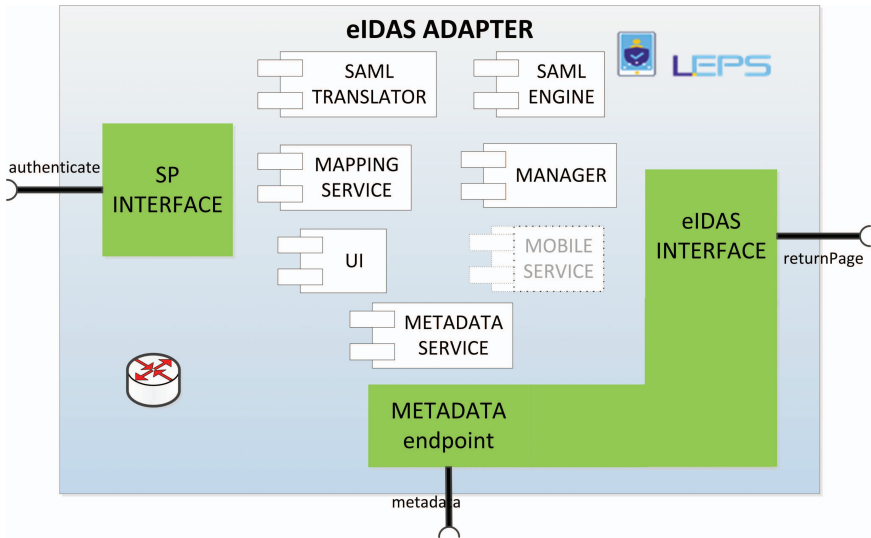 eIDAS ADAPTER
LEPS
SAML
TRANSLATOR
SAML
ENGINE
authenticate
SP
INTERFACE
MAPPING
SERVICE
MANAGER
eIDAS
INTERFACE
returnPage
UI
MOBILE
SERVICE
METADATA
SERVICE
METADATA
endpoint
metadata